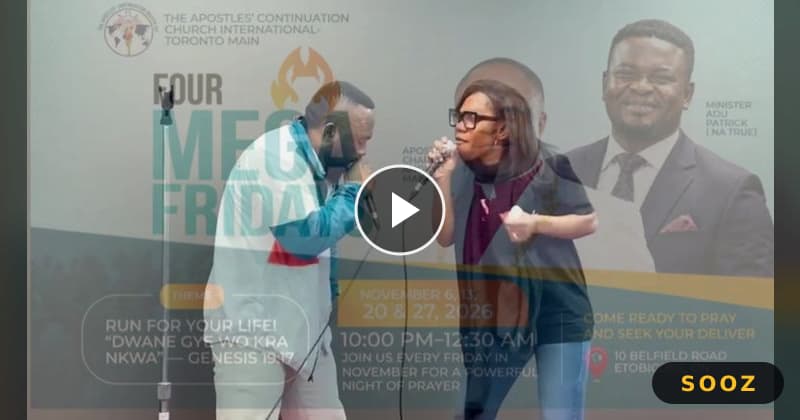 THE APOSTLES' CONTINUATION
CHURCH INTERNATIONAL-
TORONTO MAIN
FOUR
MEGA
FRIDAYS
MINISTER
ADU
PATRICK
( NA TRUE)
THEME
RUN FOR YOUR LIFE!
"DWANE GYE WO KRA
NKWA" — GENESIS 19:17
NOVEMBER 6, 13,
20 & 27, 2026
10:00 PM-12:30 AM
JOIN US EVERY FRIDAY IN
NOVEMBER FOR A POWERFUL
NIGHT OF PRAYER
COME READY TO PRAY
AND SEEK YOUR DELIVER
10 BELFIELD ROAD
SOOZ